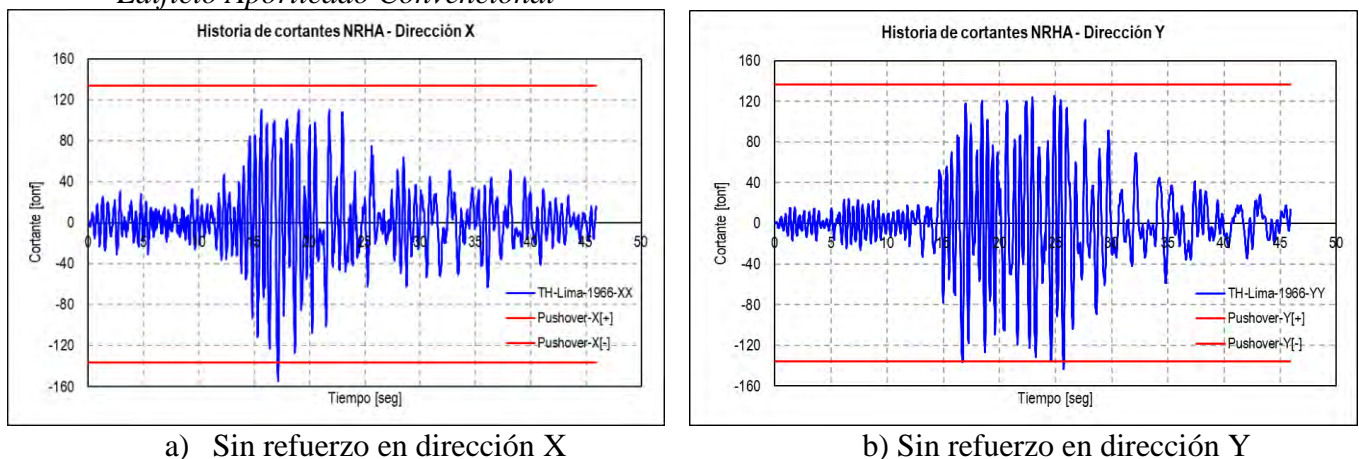 Edificio Aporticado Convencional
Historia de cortantes NRHA - Dirección X
160
120
80
40
0
-40
-80
-120
-160
Cortante [tonf]
0 5 10 15 20 25 30 35 40 45 50
Tiempo [seg]
TH-Lima-1966-XX
Pushover-X[+]
Pushover-X[-]
a) Sin refuerzo en dirección X
Historia de cortantes NRHA - Dirección Y
160
120
80
40
0
-40
-80
-120
-160
Cortante [tonf]
0 5 10 15 20 25 30 35 40 45 50
Tiempo [seg]
TH-Lima-1966-YY
Pushover-Y[+]
Pushover-Y[-]
b) Sin refuerzo en dirección Y